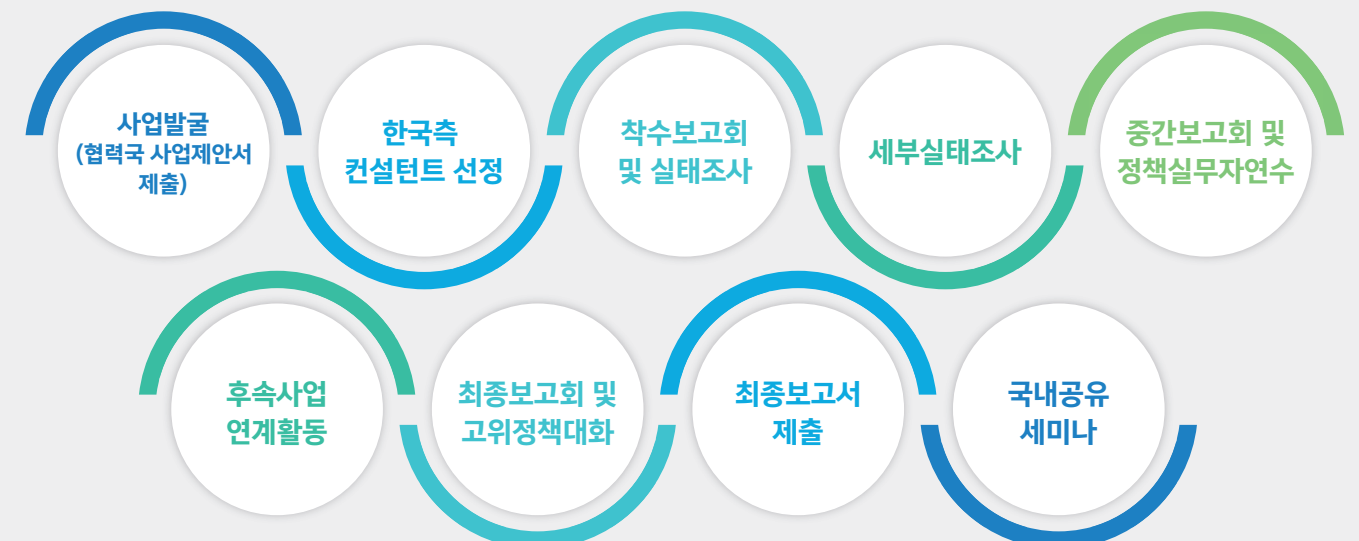 사업발굴
(협력국 사업제안서
제출)
한국측
컨설턴트 선정
착수보고회
및 실태조사
세부실태조사
중간보고회 및
정책실무자연수
후속사업
연계활동
최종보고회 및
고위정책대화
최종보고서
제출
국내공유
세미나